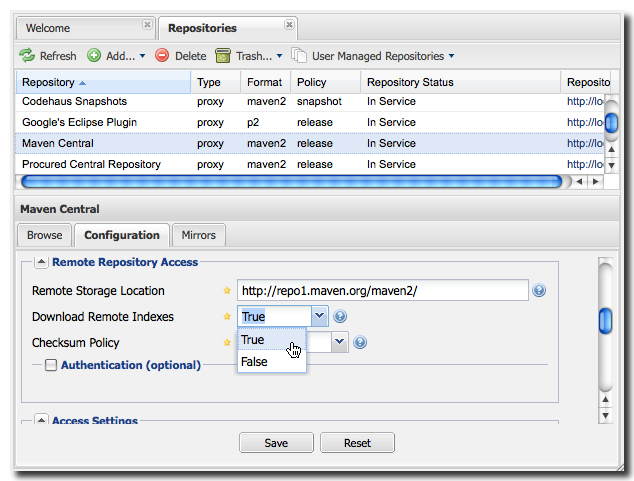 Welcome Repositories
Refresh Add... Delete Trash... User Managed Repositories
Repository Type Format Policy Repository Status Reposito
Codehaus Snapshots proxy maven2 snapshot In Service http://lo
Google's Eclipse Plugin proxy p2 release In Service http://lo
Maven Central proxy maven2 release In Service http://lo
Procured Central Repository proxy maven2 release In Service http://lo
Maven Central
Browse Configuration Mirrors
Remote Repository Access
Remote Storage Location http://repo1.maven.org/maven2/
Download Remote Indexes True
True
Checksum Policy
False
Authentication (optional)
Access Settings
Save Reset